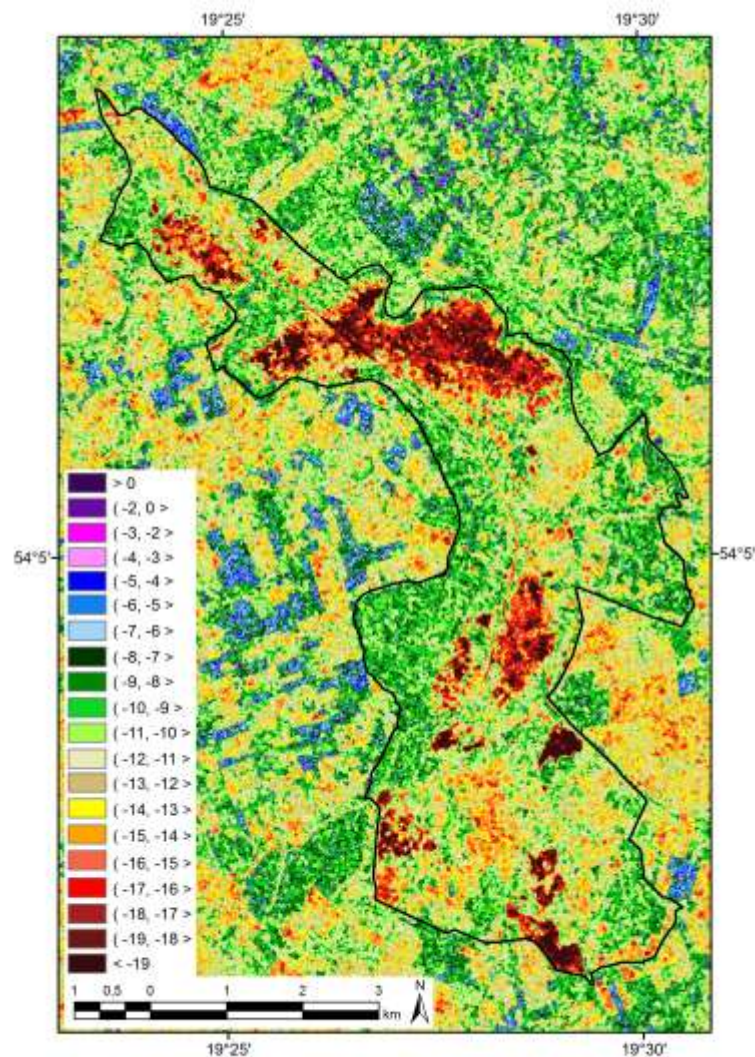 19°25' 19°30'
> 0
( -2, 0 >
( -3, -2 >
( -4, -3 >
54°5' ( -5, -4 > 54°5'
( -6, -5 >
( -7, -6 >
( -8, -7 >
( -9, -8 >
( -10, -9 >
( -11, -10 >
( -12, -11 >
( -13, -12 >
( -14, -13 >
( -15, -14 >
( -16, -15 >
( -17, -16 >
( -18, -17 >
( -19, -18 >
< -19
1 0,5 0 1 2 3 N
km
19°25' 19°30'